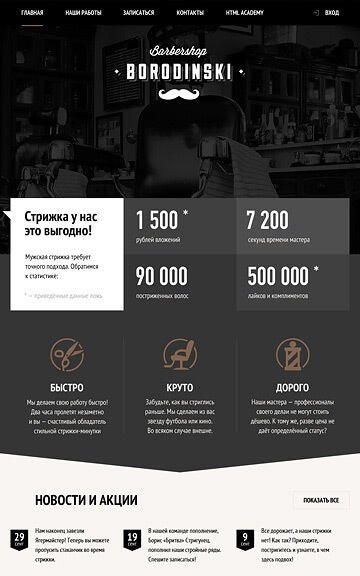 ГЛАВНАЯ НАШИ РАБОТЫ ЗАПИСАТЬСЯ КОНТАКТЫ HTML ACADEMY ВХОД
Barbershop
BORODINSKI
Стрижка у нас
это выгодно!
Мужская стрижка требует
точного подхода. Обратимся
к статистике:
* — приведённые данные ложь
1 500 *
рублей вложений
7 200
секунд времени мастера
90 000
постриженных волос
500 000 *
лайков и комплиментов
БЫСТРО
Мы делаем свою работу быстро!
Два часа пролетят незаметно
и вы — счастливый обладатель
стильной стрижки-минутки
КРУТО
Забудьте, как вы стриглись
раньше. Мы сделаем из вас
звезду футбола или кино.
Во всяком случае внешне.
ДОРОГО
Наши мастера — профессионалы
своего дела и не могут стоить
дёшево. К тому же, разве цена не
даёт определённый статус?
НОВОСТИ И АКЦИИ
ПОКАЗАТЬ ВСЕ
29
сент
Нам наконец завезли
Ягермайстер! Теперь вы можете
пропустить стаканчик во время
стрижки.
19
сент
В нашей команде пополнение,
Борис «Бритва» Стригунец,
пополнил наши стройные ряды.
Спешите записаться!
9
сент
Все дорожает, а наши стрижки
нет! Как так? Приходите,
постригитесь и узнаете, в чем
здесь подвох!